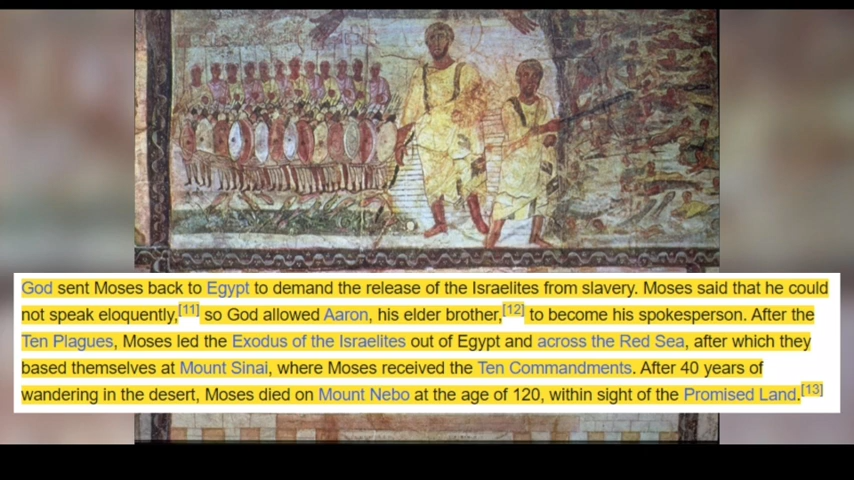 God sent Moses back to Egypt to demand the release of the Israelites from slavery. Moses said that he could
not speak eloquently,[11] so God allowed Aaron, his elder brother,[12] to become his spokesperson. After the
Ten Plagues, Moses led the Exodus of the Israelites out of Egypt and across the Red Sea, after which they
based themselves at Mount Sinai, where Moses received the Ten Commandments. After 40 years of
wandering in the desert, Moses died on Mount Nebo at the age of 120, within sight of the Promised Land.[13]